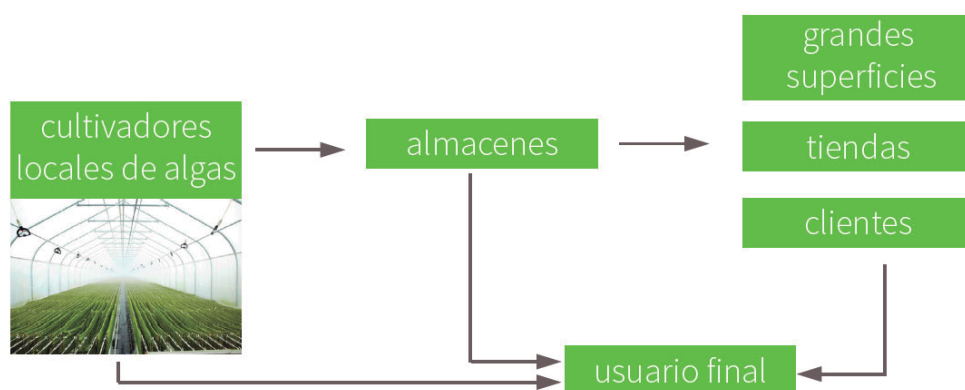 cultivadores
locales de algas
almacenes
grandes
superficies
tiendas
clientes
usuario final